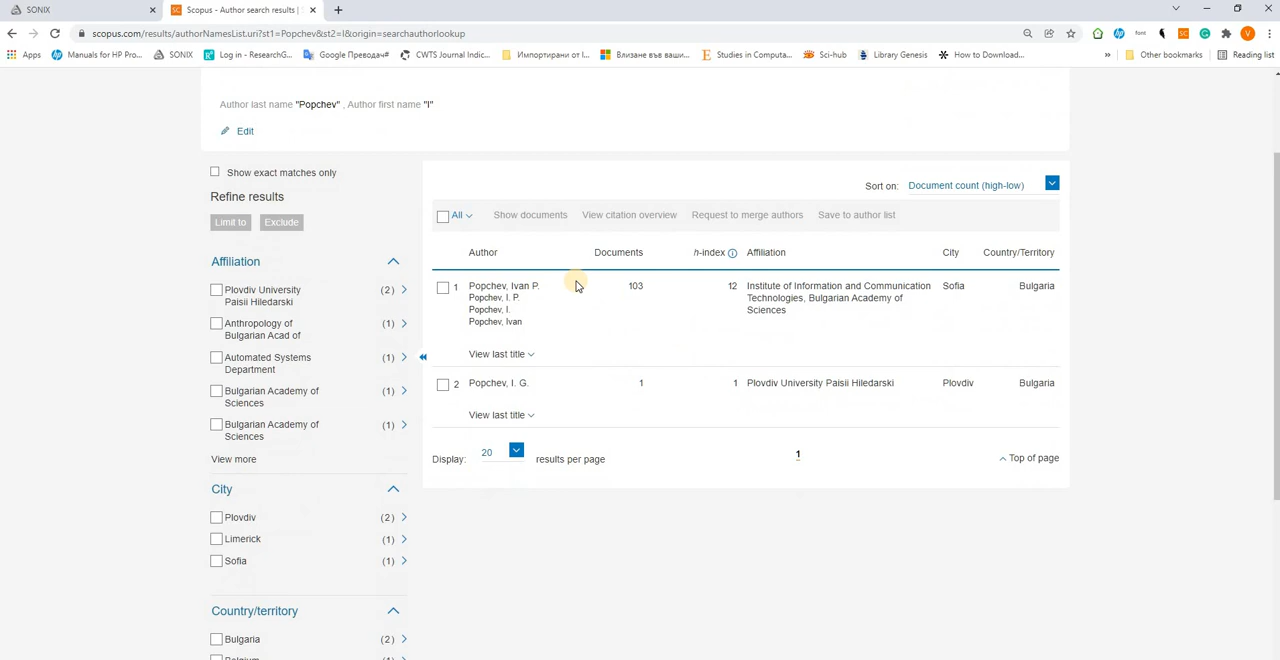 SONIX
Scopus - Author search results |
scopus.com/results/authorNamesList.uri?st1=Popchev&st2=I&origin=searchauthorlookup
Apps
Manuals for HP Pro...
SONIX
Log in - ResearchG...
Google Преводач
CWTS Journal Indic...
Импортирани от I...
Влизане във ваши...
Studies in Computa...
Sci-hub
Library Genesis
How to Download...
»
Other bookmarks
Reading list
Author last name "Popchev" , Author first name "I"
Edit
Show exact matches only
Refine results
Limit to
Exclude
Affiliation
Plovdiv University
Paisii Hiledarski
(2)
Anthropology of
Bulgarian Acad of
(1)
Automated Systems
Department
(1)
Bulgarian Academy of
Sciences
(1)
Bulgarian Academy of
Sciences
(1)
View more
City
Plovdiv (2)
Limerick (1)
Sofia (1)
Country/territory
Bulgaria (2)
Sort on: Document count (high-low)
All
Show documents
View citation overview
Request to merge authors
Save to author list
Author Documents h-index Affiliation City Country/Territory
1 Popchev, Ivan P. 103 12 Institute of Information and Communication Sofia Bulgaria
Popchev, I. P. Technologies, Bulgarian Academy of
Popchev, I. Sciences
Popchev, Ivan
View last title
2 Popchev, I. G. 1 1 Plovdiv University Paisii Hiledarski Plovdiv Bulgaria
View last title
Display: 20 results per page
1
Top of page